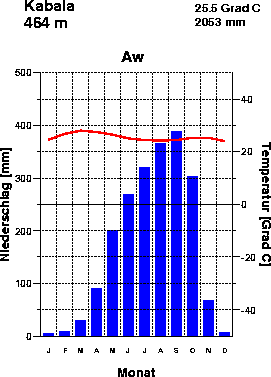 Kabala
464 m
25.5 Grad C
2053 mm
Aw
Niederschlag [mm]
500
400
300
200
100
0
40
20
0
-20
-40
Temperatur [Grad C]
J F M A M J J A S O N D
Monat